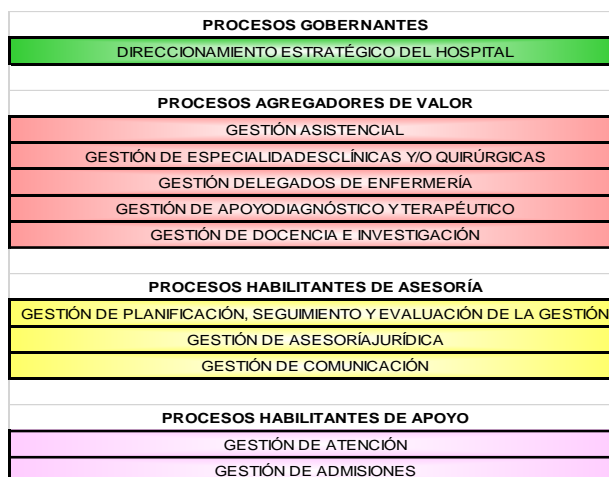 PROCESOS GOBERNANTES
DIRECCIONAMIENTO ESTRATÉGICO DEL HOSPITAL
PROCESOS AGREGADORES DE VALOR
GESTIÓN ASISTENCIAL
GESTIÓN DE ESPECIALIDADESCLÍNICAS Y/O QUIRÚRGICAS
GESTIÓN DELEGADOS DE ENFERMERÍA
GESTIÓN DE APOYODIAGNÓSTICO Y TERAPÉUTICO
GESTIÓN DE DOCENCIA E INVESTIGACIÓN
PROCESOS HABILITANTES DE ASESORÍA
GESTIÓN DE PLANIFICACIÓN, SEGUIMIENTO Y EVALUACIÓN DE LA GESTIÓN
GESTIÓN DE ASESORÍAJURÍDICA
GESTIÓN DE COMUNICACIÓN
PROCESOS HABILITANTES DE APOYO
GESTIÓN DE ATENCIÓN
GESTIÓN DE ADMISIONES